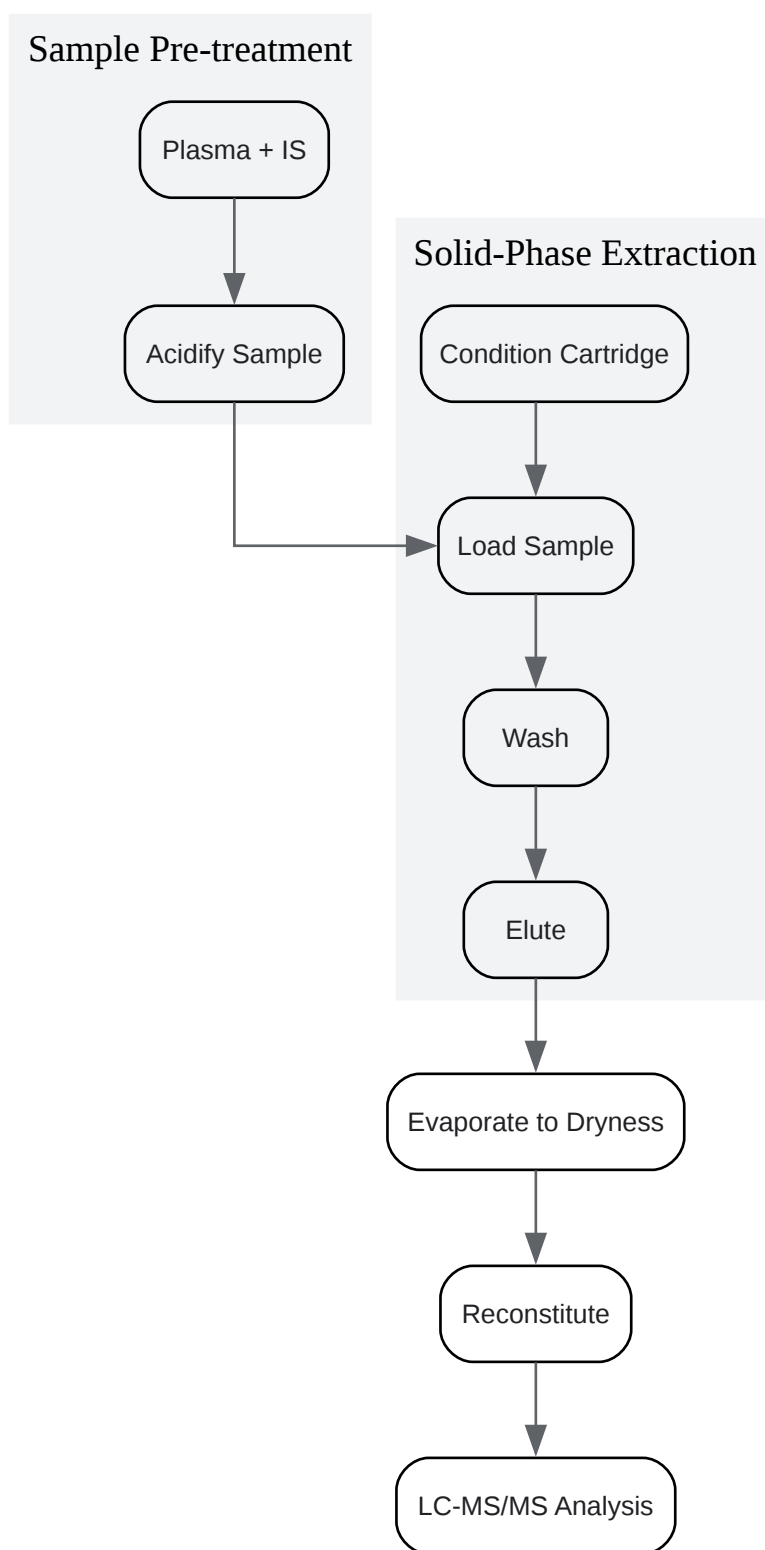 Sample Pre-treatment
Plasma + IS
Acidify Sample
Solid-Phase Extraction
Condition Cartridge
Load Sample
Wash
Elute
Evaporate to Dryness
Reconstitute
LC-MS/MS Analysis